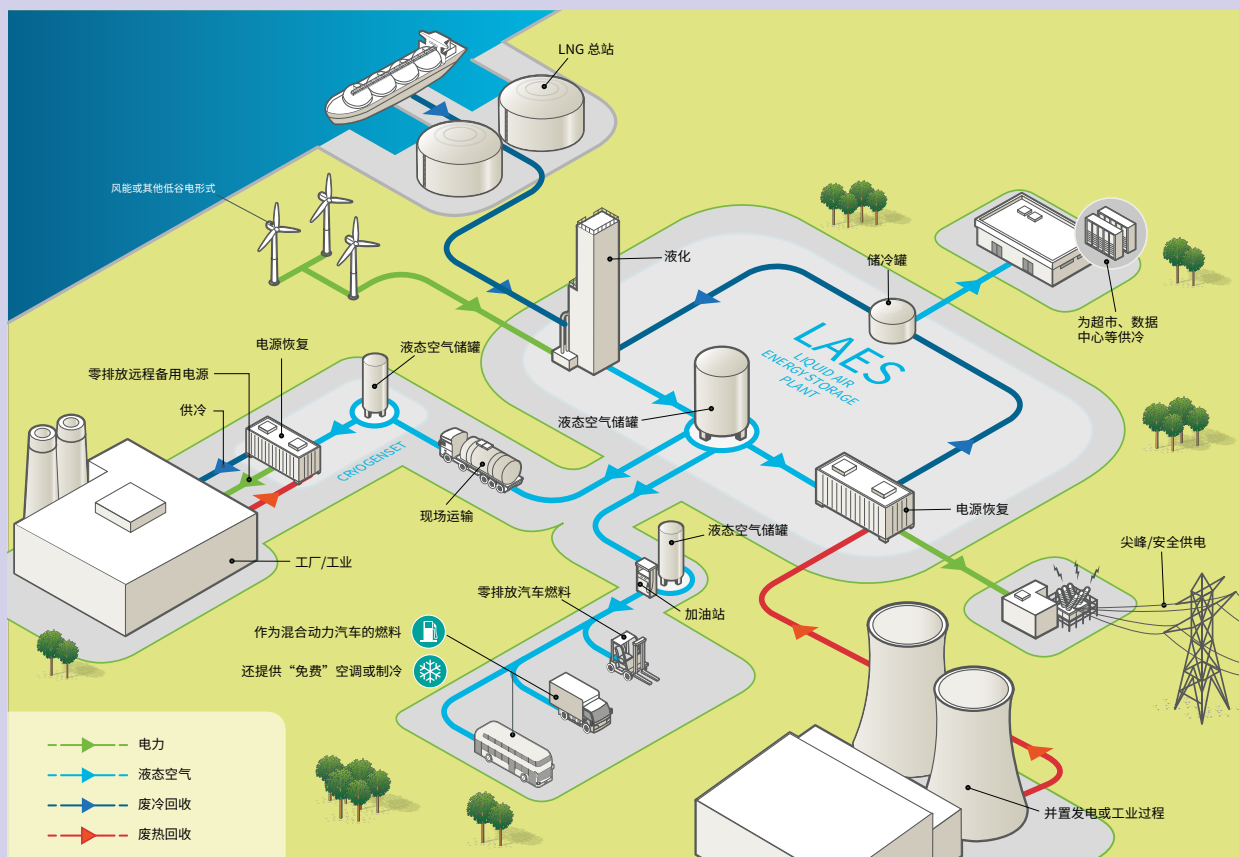 LNG 总站
风能或其他低谷电形式
液化
储冷罐
为超市、数据
中心等供冷
LAES
LIQUID AIR
ENERGY STORAGE
PLANT
电源恢复
液态空气储罐
零排放远程备用电源
供冷
液态空气储罐
CRYOGENSET
现场运输
电源恢复
液态空气储罐
尖峰/安全供电
工厂/工业
零排放汽车燃料
加油站
作为混合动力汽车的燃料
还提供“免费”空调或制冷
电力
液态空气
废冷回收
废热回收
并置发电或工业过程